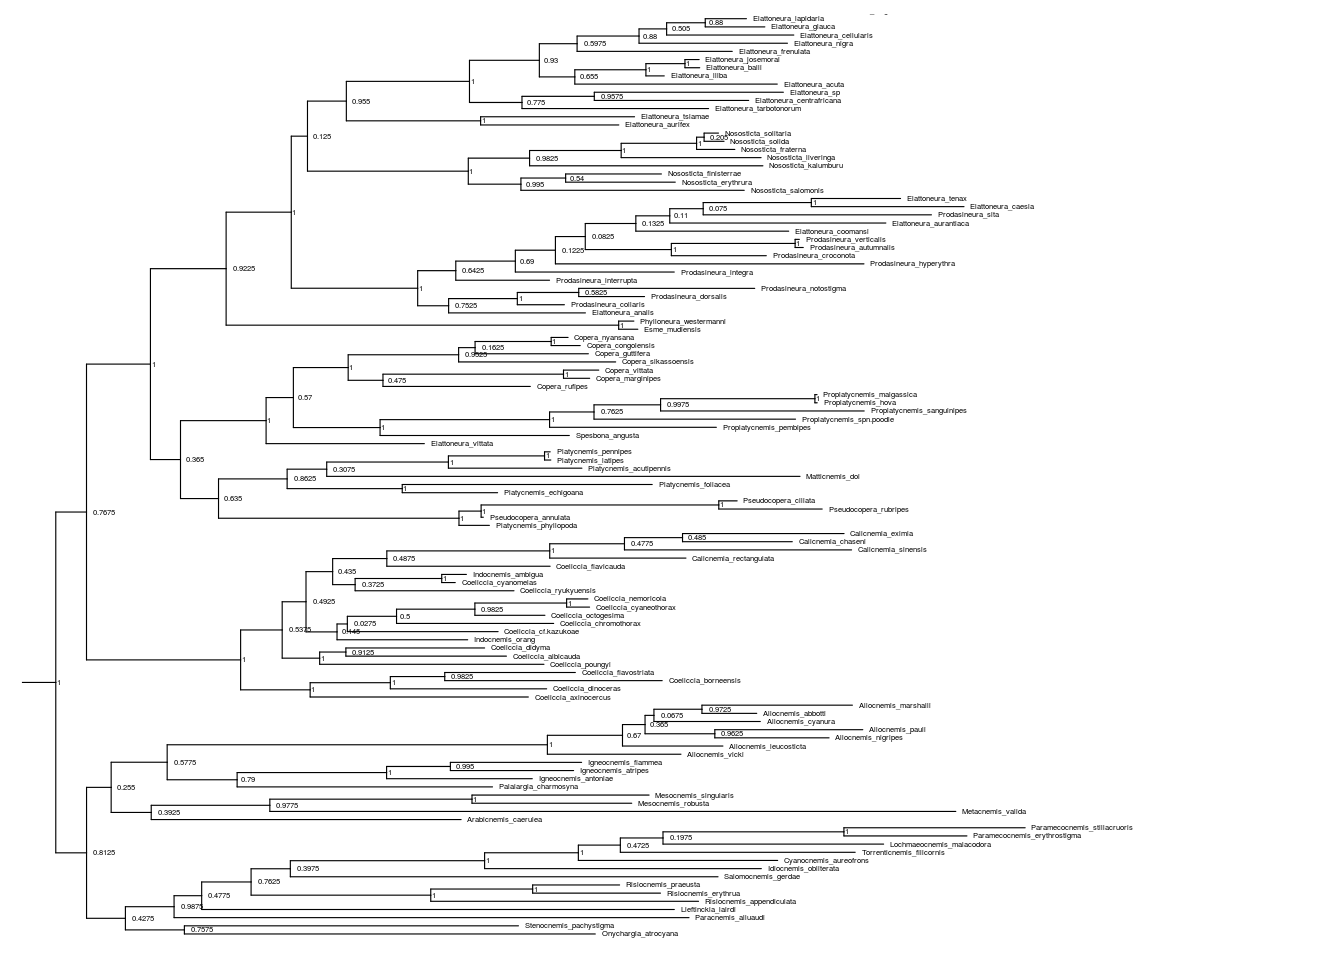 Elattoneura_lapidaria
0.88
Elattoneura_glauca
0.505
Elattoneura_cellularis
0.88
Elattoneura_nigra
0.5975
Elattoneura_frenulata
0.93
Elattoneura_josemorai
1
Elattoneura_balli
1
Elattoneura_lliba
0.655
Elattoneura_acuta
1
Elattoneura_sp
0.9575
Elattoneura_centrafricana
0.775
Elattoneura_tarbotonorum
0.955
Elattoneura_tsiamae
1
Elattoneura_aurifex
0.125
Nososticta_solitaria
0.205
Nososticta_solida
1
Nososticta_fraterna
1
Nososticta_liveringa
0.9825
Nososticta_kalumburu
1
Nososticta_finisterrae
0.54
Nososticta_erythrura
0.995
Nososticta_salomonis
Elattoneura_tenax
1
Elattoneura_caesia
0.075
Prodasineura_sita
0.11
Elattoneura_aurantiaca
0.1325
Elattoneura_coomansi
0.0825
Prodasineura_verticalis
1
Prodasineura_autumnalis
1
Prodasineura_croconota
0.1225
Prodasineura_hyperythra
0.69
Prodasineura_integra
0.6425
Prodasineura_interrupta
1
Prodasineura_notostigma
0.5825
Prodasineura_dorsalis
1
Prodasineura_collaris
0.7525
Elattoneura_analis
1
0.9225
Phylloneura_westermanni
1
Esme_mudiensis
Copera_nyansana
1
Copera_congolensis
0.1625
Copera_guttifera
0.9525
Copera_sikassoensis
1
Copera_vittata
1
Copera_marginipes
0.475
Copera_rufipes
0.57
Proplatycnemis_malgassica
1
Proplatycnemis_hova
0.9975
Proplatycnemis_sanguinipes
0.7625
Proplatycnemis_spn.poodle
1
Proplatycnemis_pembipes
1
Spesbona_angusta
1
Elattoneura_vittata
1
0.365
Platycnemis_pennipes
1
Platycnemis_latipes
1
Platycnemis_acutipennis
0.3075
Matticnemis_doi
0.8625
Platycnemis_foliacea
1
Platycnemis_echigoana
0.635
Pseudocopera_ciliata
1
Pseudocopera_rubripes
1
Pseudocopera_annulata
1
Platycnemis_phyllopoda
0.7675
Calicnemia_eximia
0.485
Calicnemia_chaseni
0.4775
Calicnemia_sinensis
1
Calicnemia_rectangulata
0.4875
Coeliccia_flavicauda
0.435
Indocnemis_ambigua
1
Coeliccia_cyanomelas
0.3725
Coeliccia_ryukyuensis
0.4925
Coeliccia_nemoricola
1
Coeliccia_cyaneothorax
0.9825
Coeliccia_octogesima
0.5
Coeliccia_chromothorax
0.0275
Coeliccia_cf.kazukoae
0.145
Indocnemis_orang
0.5375
Coeliccia_didyma
0.9125
Coeliccia_albicauda
1
Coeliccia_poungyi
1
Coeliccia_flavostriata
0.9825
Coeliccia_borneensis
1
Coeliccia_dinoceras
1
Coeliccia_axinocercus
1
Allocnemis_marshalli
0.9725
Allocnemis_abbotti
0.0675
Allocnemis_cyanura
0.365
Allocnemis_pauli
0.9625
Allocnemis_nigripes
0.67
Allocnemis_leucosticta
1
Allocnemis_vicki
0.5775
Igneocnemis_flammea
0.995
Igneocnemis_atripes
1
Igneocnemis_antoniae
0.79
Palaiargia_charmosyna
0.255
Mesocnemis_singularis
1
Mesocnemis_robusta
0.9775
Metacnemis_valida
0.3925
Arabicnemis_caerulea
0.8125
Paramecocnemis_stillacruoris
1
Paramecocnemis_erythrostigma
0.1975
Lochmaeocnemis_malacodora
0.4725
Torrenticnemis_filicornis
1
Cyanocnemis_aureofrons
1
Idiocnemis_obliterata
0.3975
Salomocnemis_gerdae
0.7625
Risiocnemis_praeusta
1
Risiocnemis_erythrua
1
Risiocnemis_appendiculata
0.4775
Lieftinckia_lairdi
0.9875
Paracnemis_alluaudi
0.4275
Stenocnemis_pachystigma
0.7575
Onychargia_atrocyana